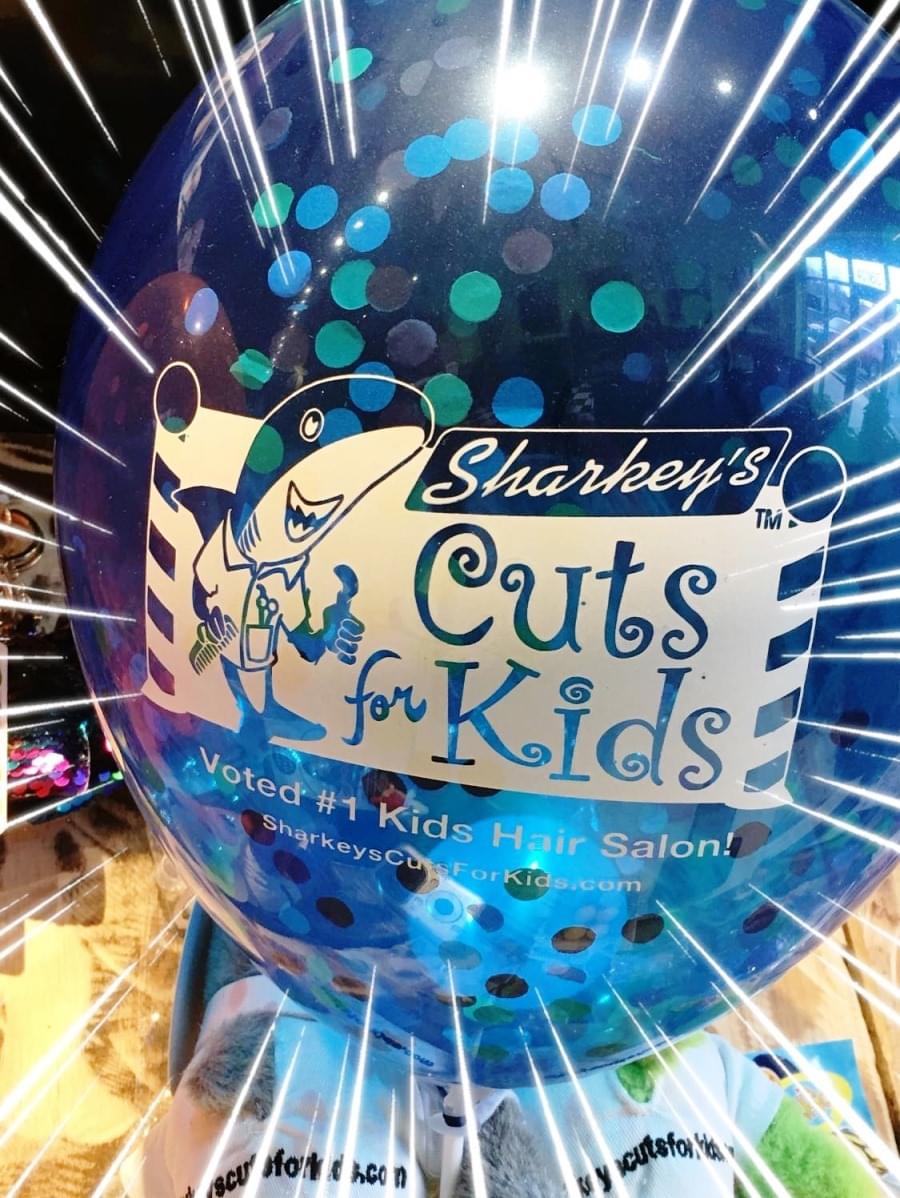 Sharkey's
TM
Cuts
for Kids
Voted #1 Kids Hair Salon!
SharkeysCutsForKids.com